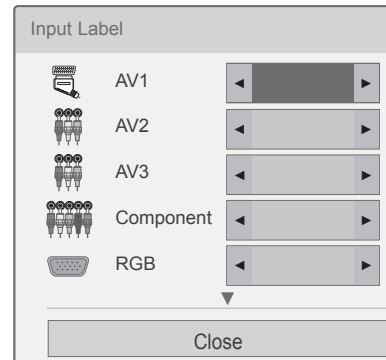 Input Label
AV1
AV2
AV3
Component
RGB
Close